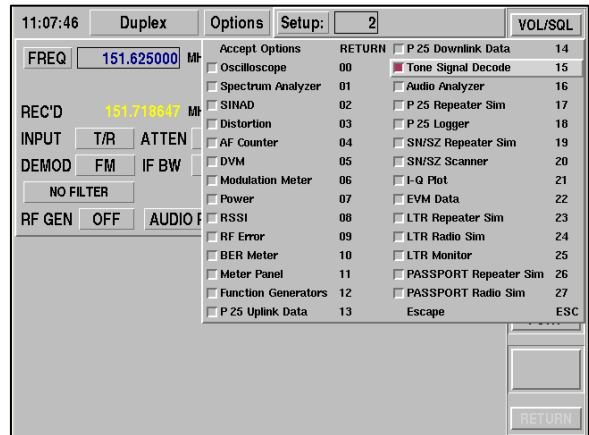 11:07:46 Duplex Options Setup: 2 VOL/SQL
FREQ 151.625000
REC'D 151.718647
INPUT T/R ATTEN
DEMOD FM IF BW
NO FILTER
RF GEN OFF AUDIO
Accept Options RETURN
Oscilloscope 00
Spectrum Analyzer 01
SINAD 02
Distortion 03
AF Counter 04
DVM 05
Modulation Meter 06
Power 07
RSSI 08
RF Error 09
BER Meter 10
Meter Panel 11
Function Generators 12
P 25 Uplink Data 13
P 25 Downlink Data 14
Tone Signal Decode 15
Audio Analyzer 16
P 25 Repeater Sim 17
P 25 Logger 18
SN/SZ Repeater Sim 19
SN/SZ Scanner 20
I-Q Plot 21
EVM Data 22
LTR Repeater Sim 23
LTR Radio Sim 24
LTR Monitor 25
PASSPORT Repeater Sim 26
PASSPORT Radio Sim 27
Escape ESC
RETURN